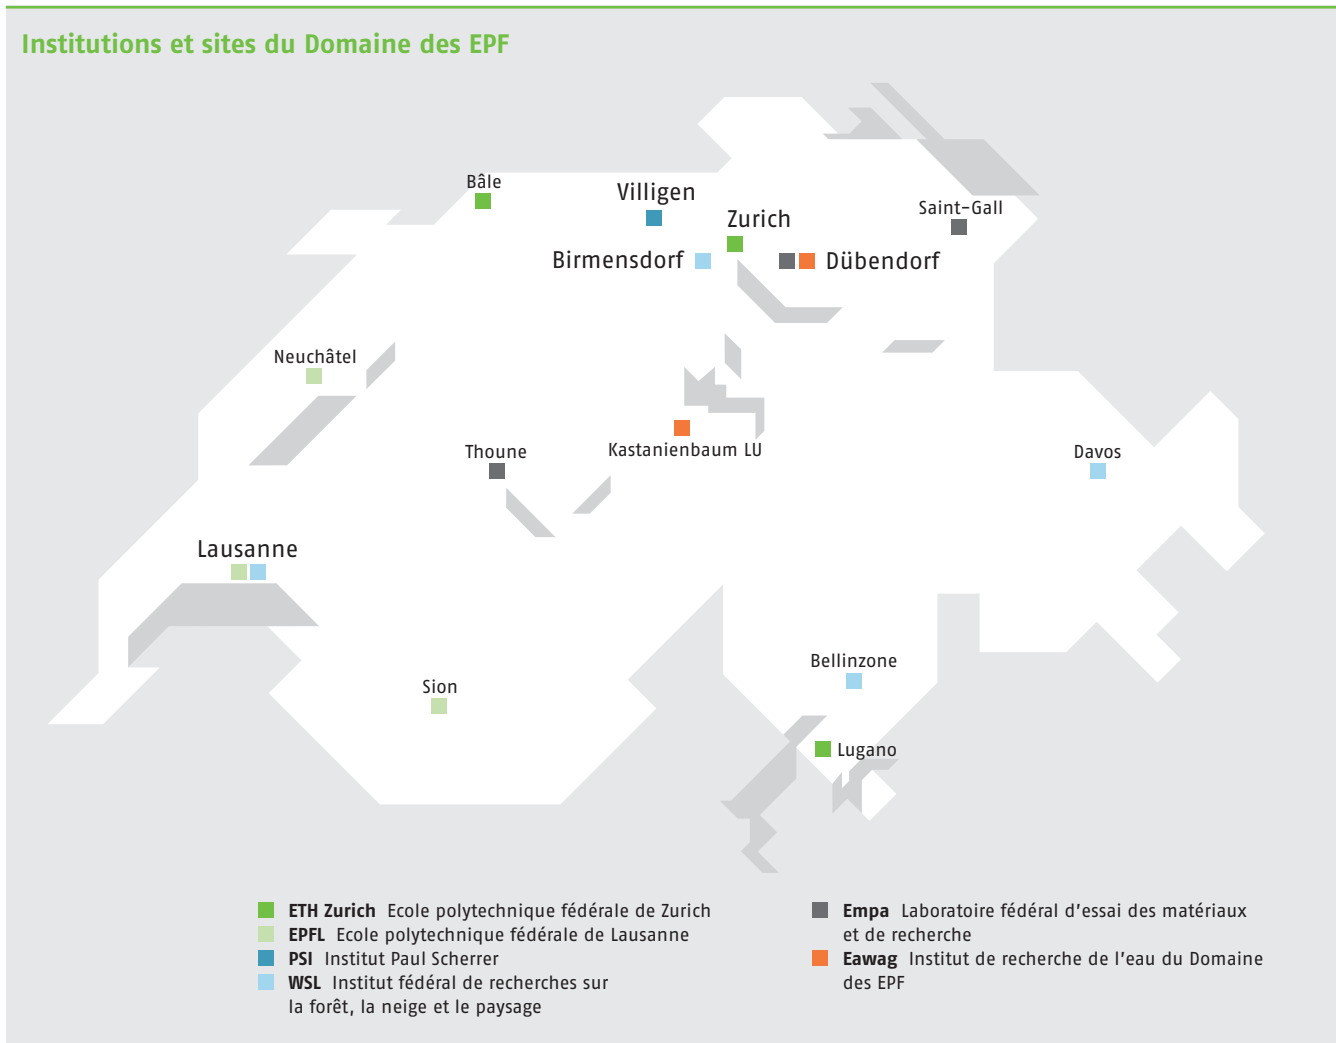 Institutions et sites du Domaine des EPF
Bâle
Villigen
Zurich
Saint-Gall
Birmensdorf
Dübendorf
Neuchâtel
Thoune
Kastanienbaum LU
Davos
Lausanne
Bellinzone
Sion
Lugano
ETH Zurich Ecole polytechnique fédérale de Zurich
EPFL Ecole polytechnique fédérale de Lausanne
PSI Institut Paul Scherrer
WSL Institut fédéral de recherches sur
la forêt, la neige et le paysage
Empa Laboratoire fédéral d'essai des matériaux
et de recherche
Eawag Institut de recherche de l'eau du Domaine
des EPF